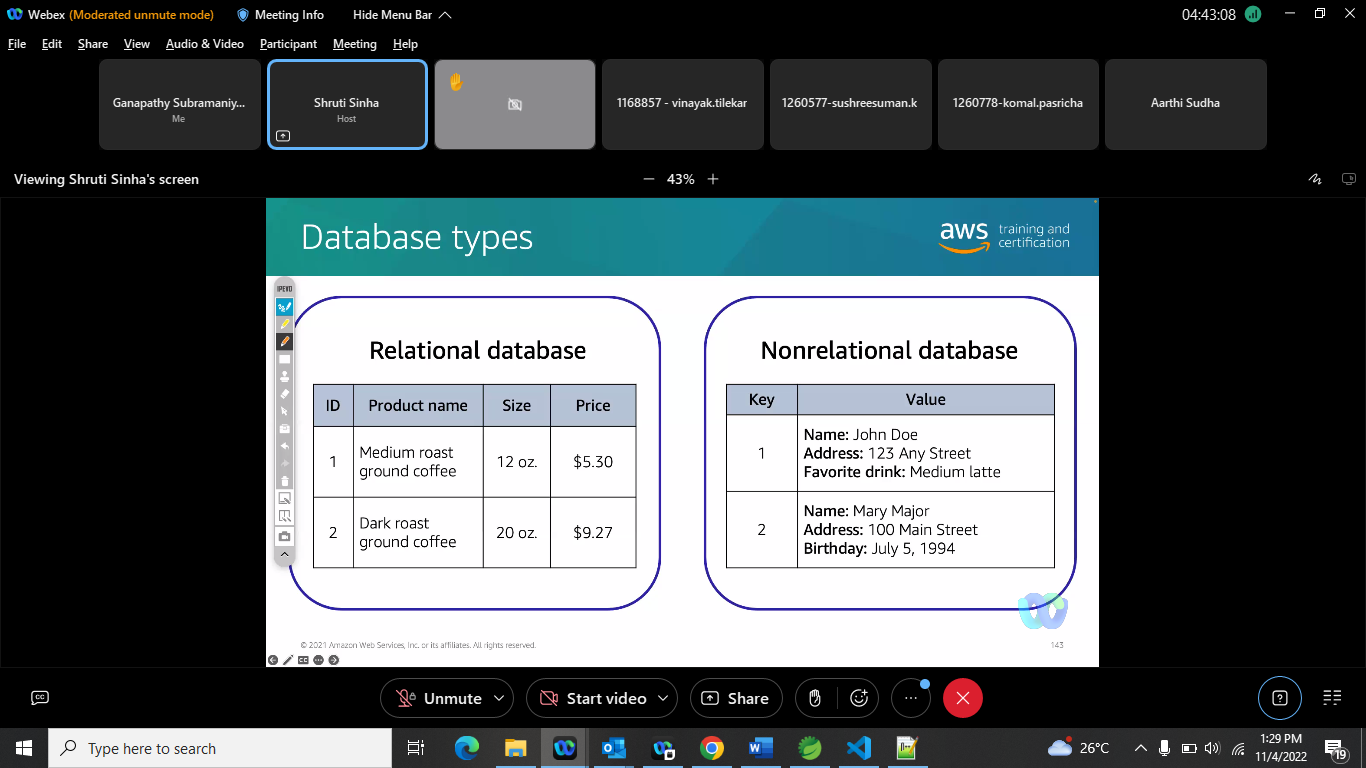 Webex (Moderated unmute mode) Meeting Info Hide Menu Bar 04:43:08
File Edit Share View Audio & Video Participant Meeting Help
Ganapathy Subramaniy...
Me
Shruti Sinha
Host
1168857 - vinayak.tilekar
1260577-sushreesuman.k
1260778-komal.pasricha
Aarthi Sudha
Viewing Shruti Sinha's screen
43%
Database types
aws training and
certification
IPEVO
Relational database
ID Product name Size Price
1 Medium roast
ground coffee 12 oz. $5.30
2 Dark roast
ground coffee 20 oz. $9.27
Nonrelational database
Key Value
1 Name: John Doe
Address: 123 Any Street
Favorite drink: Medium latte
2 Name: Mary Major
Address: 100 Main Street
Birthday: July 5, 1994
© 2021 Amazon Web Services, Inc. or its affiliates. All rights reserved.
143
CC
CC
Unmute
Start video
Share
Type here to search
26°C
1:29 PM
11/4/2022
19